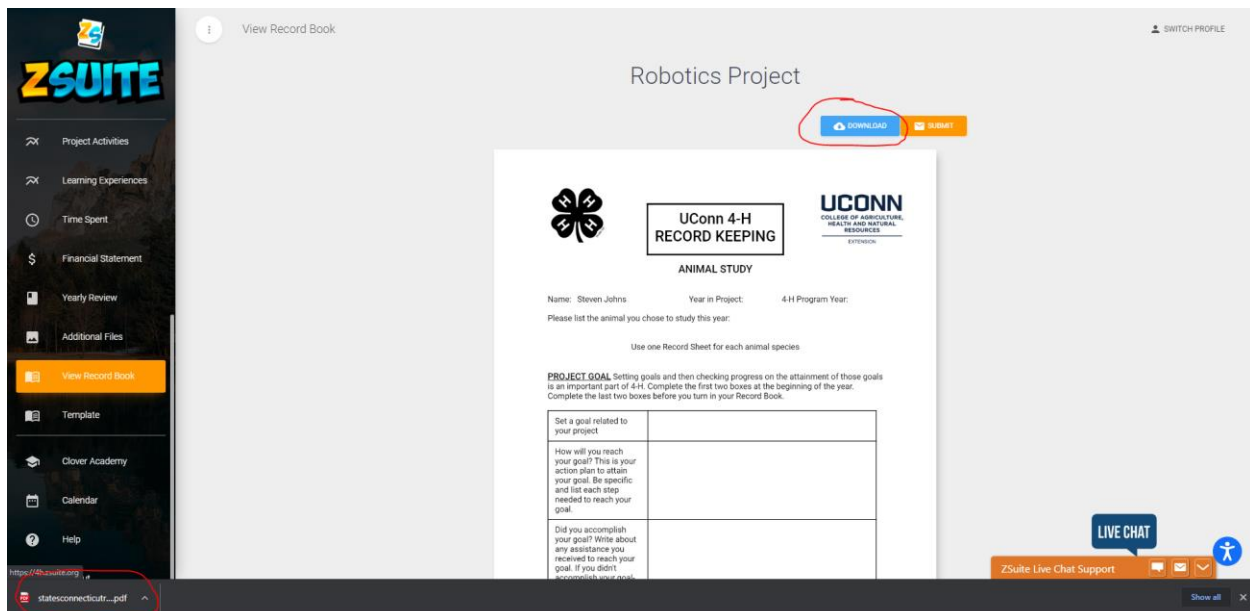 ZSUITE
View Record Book
SWITCH PROFILE
Robotics Project
DOWNLOAD
SUBMIT
Project Activities
Learning Experiences
Time Spent
$
Financial Statement
Yearly Review
Additional Files
View Record Book
Template
Clover Academy
Calendar
? Help
https://4h.zsuite.org
H H H H
UConn 4-H
RECORD KEEPING
UCONN
COLLEGE OF AGRICULTURE,
HEALTH AND NATURAL
RESOURCES
EXTENSION
ANIMAL STUDY
Name: Steven Johns Year in Project: 4-H Program Year:
Please list the animal you chose to study this year:
Use one Record Sheet for each animal species
PROJECT GOAL Setting goals and then checking progress on the attainment of those goals
is an important part of 4-H. Complete the first two boxes at the beginning of the year.
Complete the last two boxes before you turn in your Record Book.
Set a goal related to
your project
How will you reach
your goal? This is your
action plan to attain
your goal. Be specific
and list each step
needed to reach your
goal.
Did you accomplish
your goal? Write about
any assistance you
received to reach your
goal. If you didn't
accomplish your goal-
LIVE CHAT
ZSuite Live Chat Support
PDF
statesconnecticutr....pdf
Show all